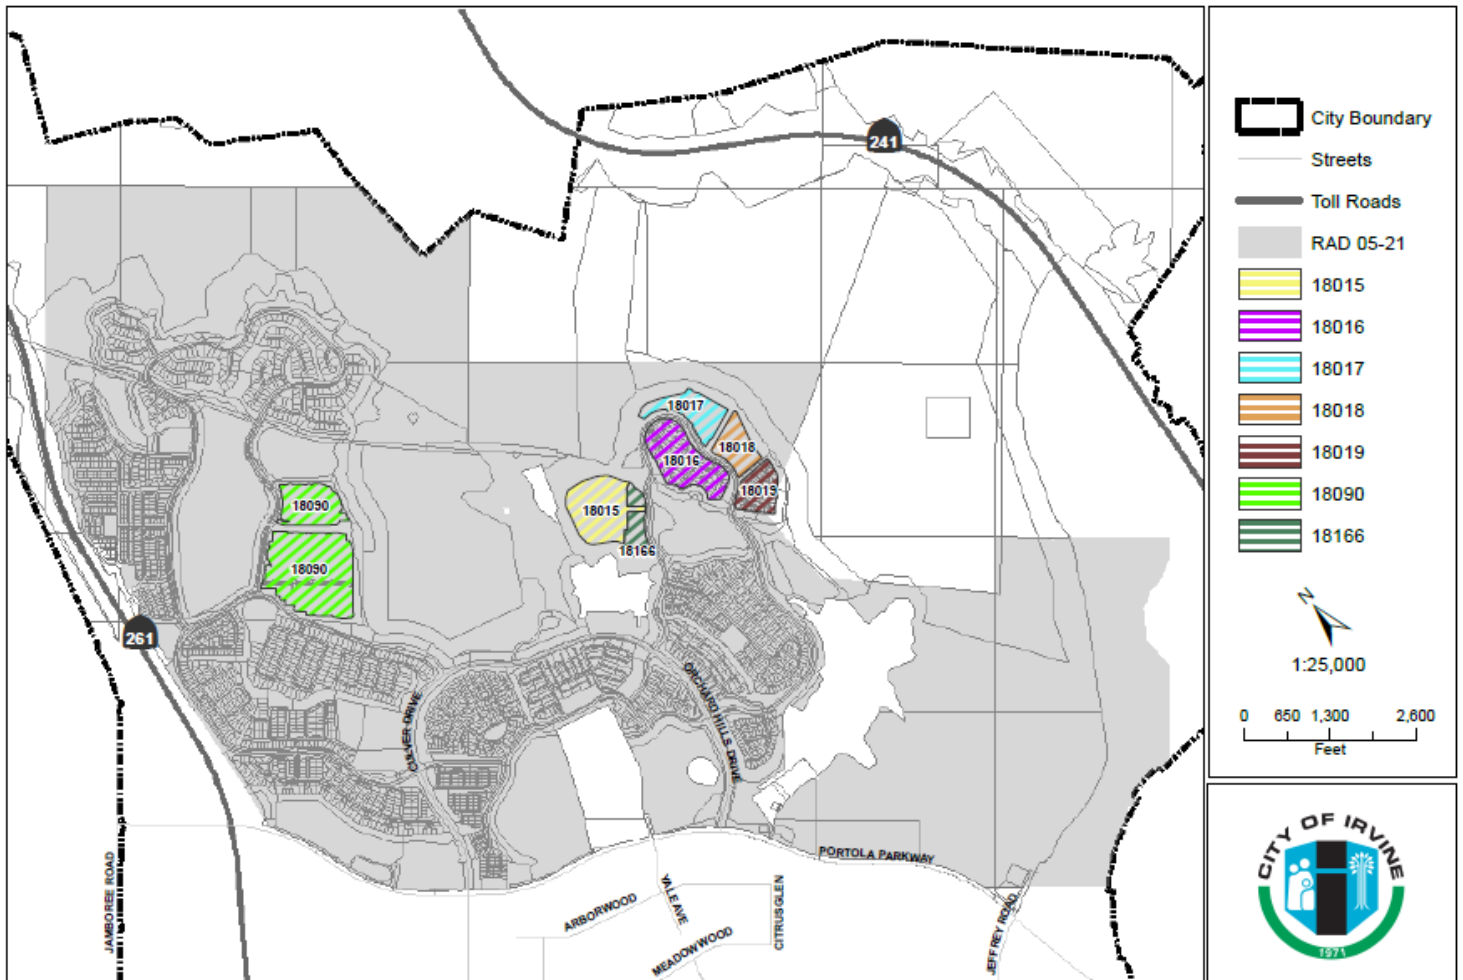 241
18017
18018
18016
18019
18090
18015
18166
18090
261
ORCHARD HILLS DRIVE
CULVER DRIVE
PORTOLA PARKWAY
JAMBOREE ROAD
ARBORWOOD
YALE AVE
CITRUSGLEN
MEADOWWOOD
JEFFREY ROAD
City Boundary
Streets
Toll Roads
RAD 05-21
18015
18016
18017
18018
18019
18090
18166
N
1:25,000
0 650 1,300 2,600
Feet
CITY OF IRVINE
1971